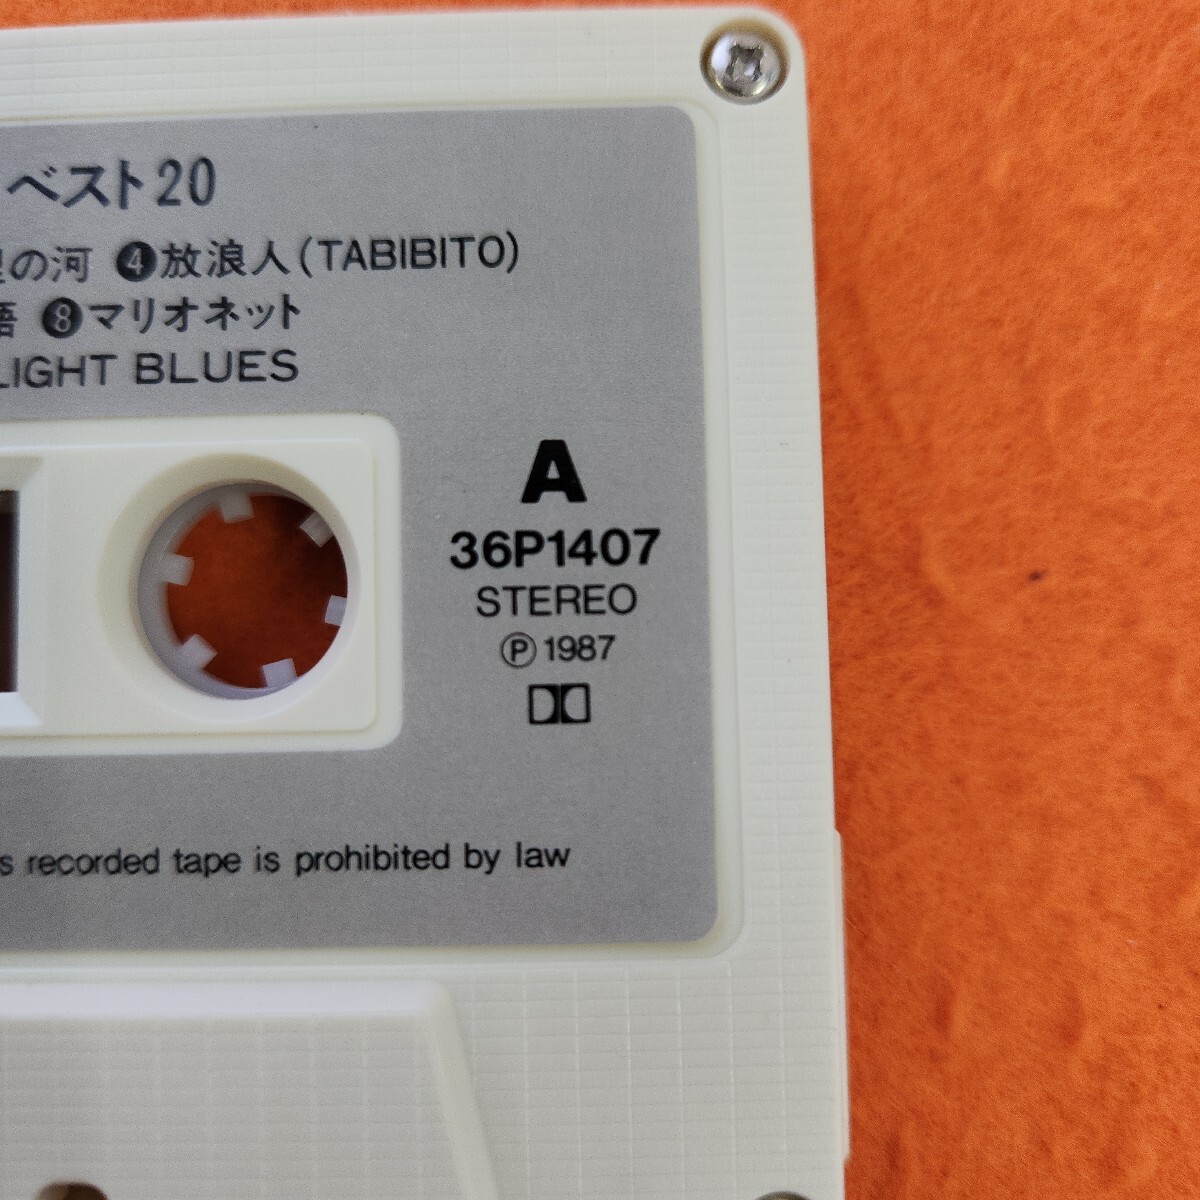 ベスト20
の河 ❹放浪人(TABIBITO)
語 ❽マリオネット
LIGHT BLUES
A
36P1407
STEREO
Ⓟ 1987
s recorded tape is prohibited by law